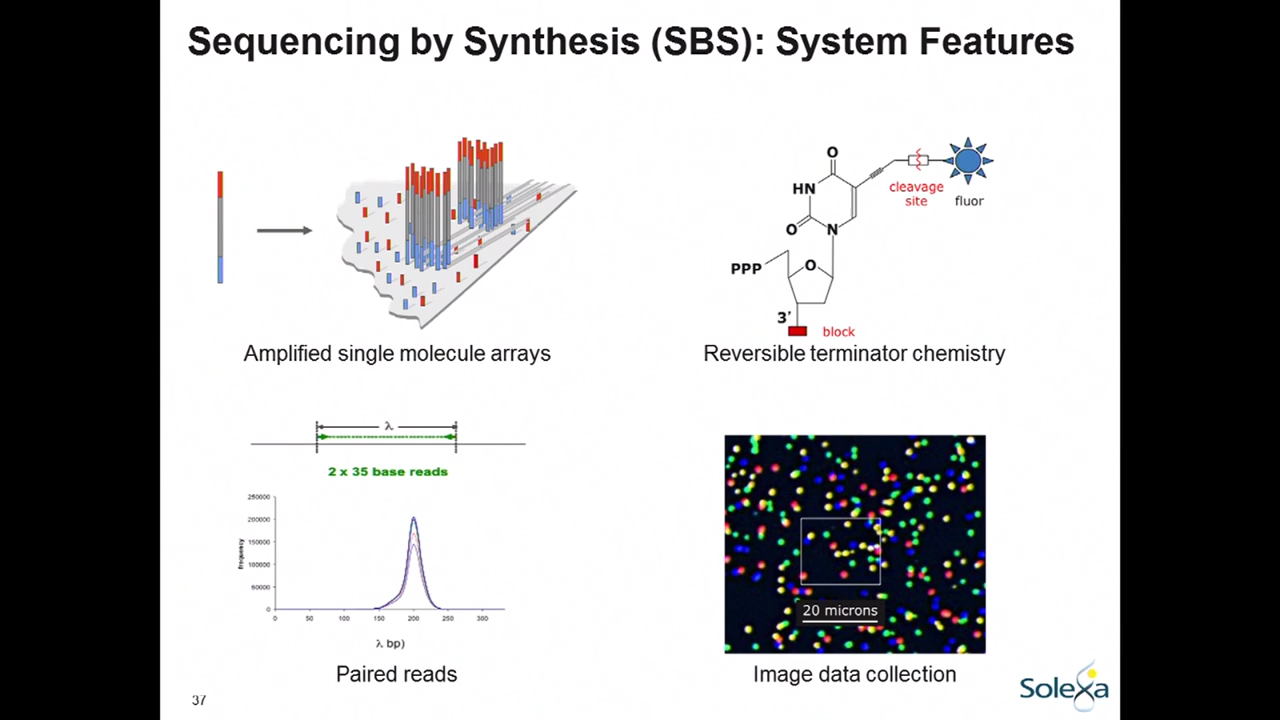 Sequencing by Synthesis (SBS): System Features
Amplified single molecule arrays
O
HN
O
N
cleavage
site
fluor
PPP
O
3’
block
Reversible terminator chemistry
λ
2 x 35 base reads
250000
200000
150000
100000
60000
0
frequency
0 50 100 150 200 250 300
λ bp)
Paired reads
20 microns
Image data collection
37
Solexa